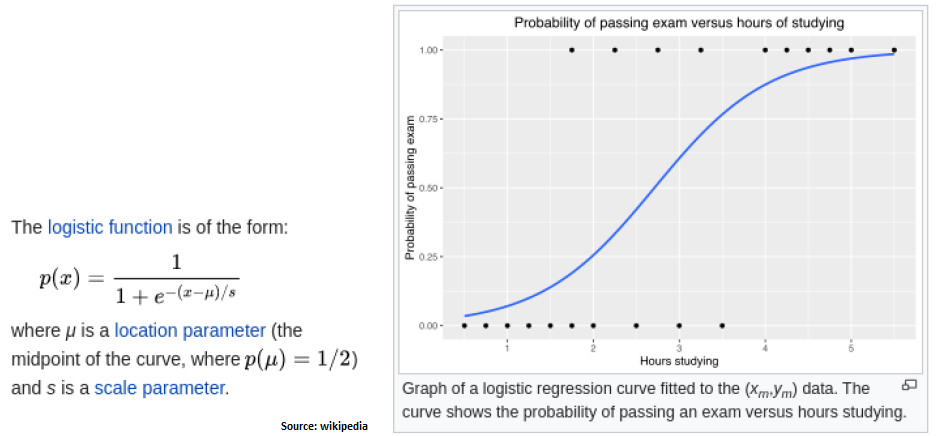 The logistic function is of the form:
p(x) = 1 / (1 + e^{-(x-μ)/s})
where μ is a location parameter (the
midpoint of the curve, where p(μ) = 1/2)
and s is a scale parameter.
Source: wikipedia
Probability of passing exam versus hours of studying
Probability of passing exam
1.00
0.75
0.50
0.25
0.00
1 2 3 4 5
Hours studying
Graph of a logistic regression curve fitted to the (xₘ,yₘ) data. The
curve shows the probability of passing an exam versus hours studying.